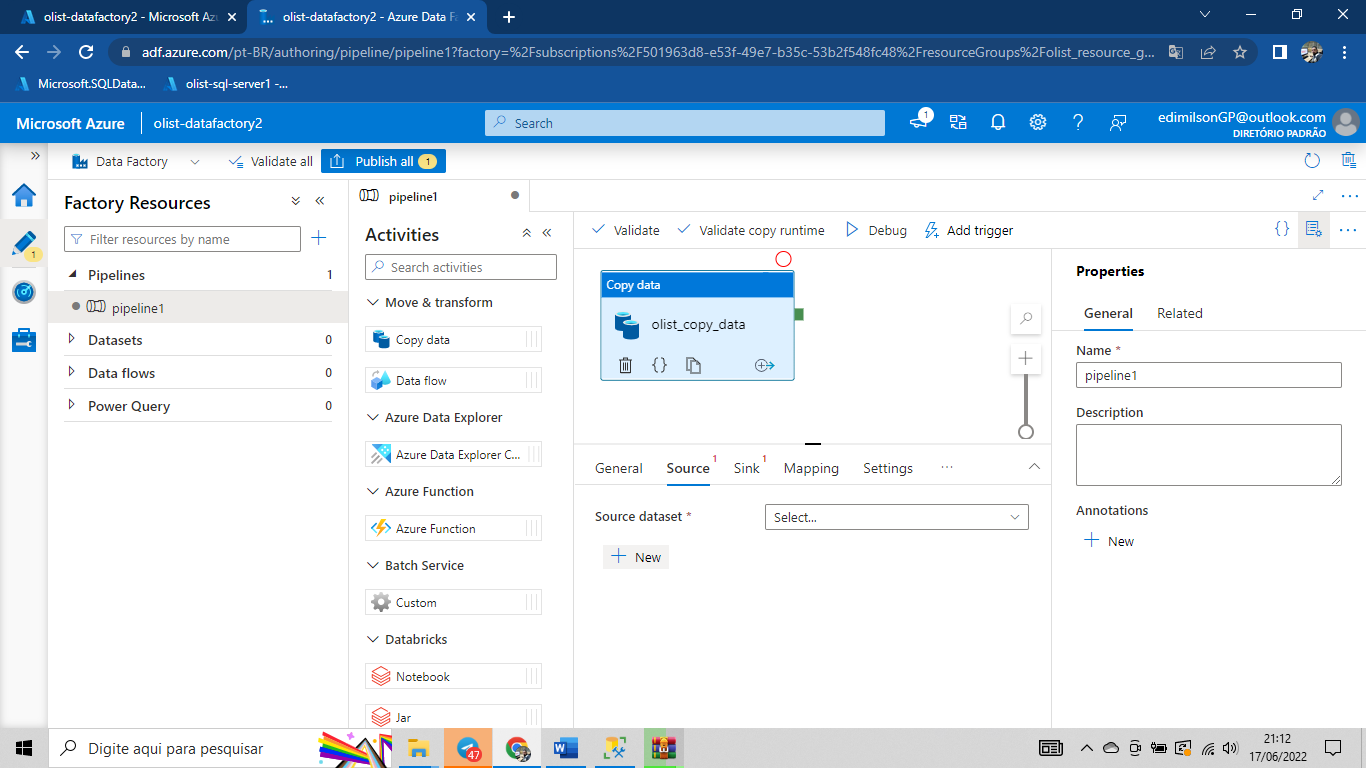 olist-datafactory2 - Microsoft Az
olist-datafactory2 - Azure Data Fa
adf.azure.com/pt-BR/authoring/pipeline/pipeline1?factory=%2Fsubscriptions%2F501963d8-e53f-49e7-b35c-53b2f548fc48%2FresourceGroups%2Folist_resource_g...
Microsoft.SQLData...
olist-sql-server1 -...
Microsoft Azure
olist-datafactory2
Search
1
edimilsonGP@outlook.com
DIRETÓRIO PADRÃO
Data Factory
Validate all
Publish all
1
Factory Resources
Filter resources by name
1
Pipelines
1
pipeline1
Datasets
0
Data flows
0
Power Query
0
pipeline1
Activities
Search activities
Move & transform
Copy data
Data flow
Azure Data Explorer
Azure Data Explorer C...
Azure Function
Azure Function
Batch Service
Custom
Databricks
Notebook
Jar
Validate
Validate copy runtime
Debug
Add trigger
Copy data
olist_copy_data
General
Source
1
Sink
1
Mapping
Settings
Source dataset *
Select...
New
Properties
General
Related
Name *
pipeline1
Description
Annotations
New
Digite aqui para pesquisar
47
27
21:12
17/06/2022